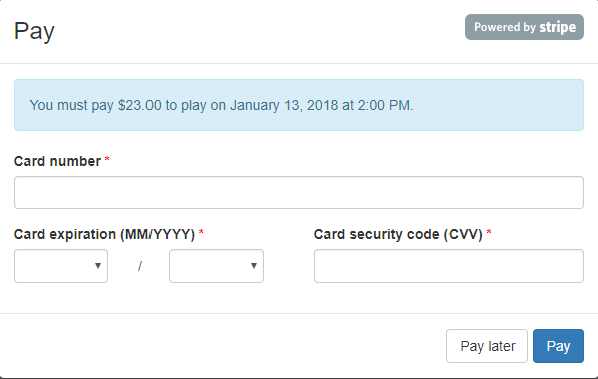 Pay
Powered by stripe
You must pay $23.00 to play on January 13, 2018 at 2:00 PM.
Card number *
Card expiration (MM/YYYY) *
Card security code (CVV) *
/
Pay later
Pay